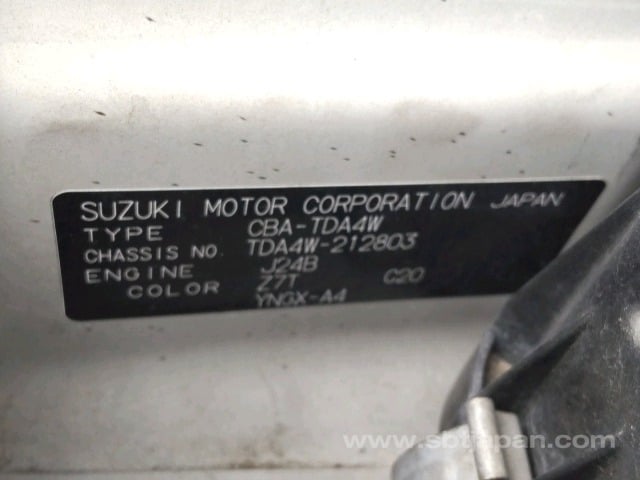 SUZUKI MOTOR CORPORATION JAPAN
TYPE CBA-TDA4W
CHASSIS NO. TDA4W-212803
ENGINE J24B
COLOR Z7T C20
YNGX-A4
www.sbtjapan.com